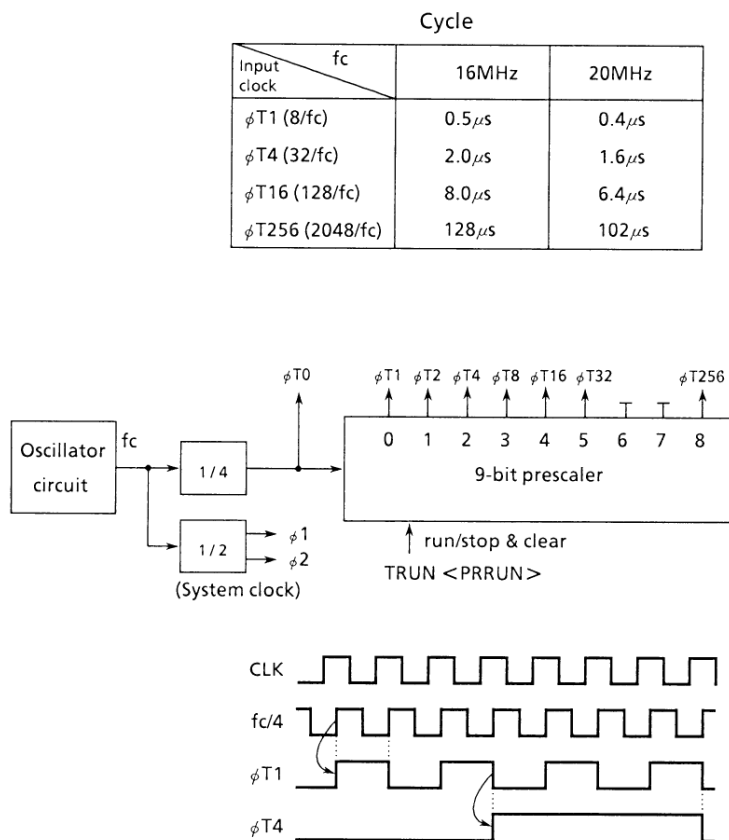 Cycle
Input clock fc 16MHz 20MHz
ϕT1 (8/fc) 0.5μs 0.4μs
ϕT4 (32/fc) 2.0μs 1.6μs
ϕT16 (128/fc) 8.0μs 6.4μs
ϕT256 (2048/fc) 128μs 102μs
ϕT0 ϕT1 ϕT2 ϕT4 ϕT8 ϕT16 ϕT32 ϕT256
Oscillator circuit
fc
1/4
0 1 2 3 4 5 6 7 8
9-bit prescaler
1/2
ϕ1
ϕ2
(System clock)
run/stop & clear
TRUN <PRRUN>
CLK
fc/4
ϕT1
ϕT4